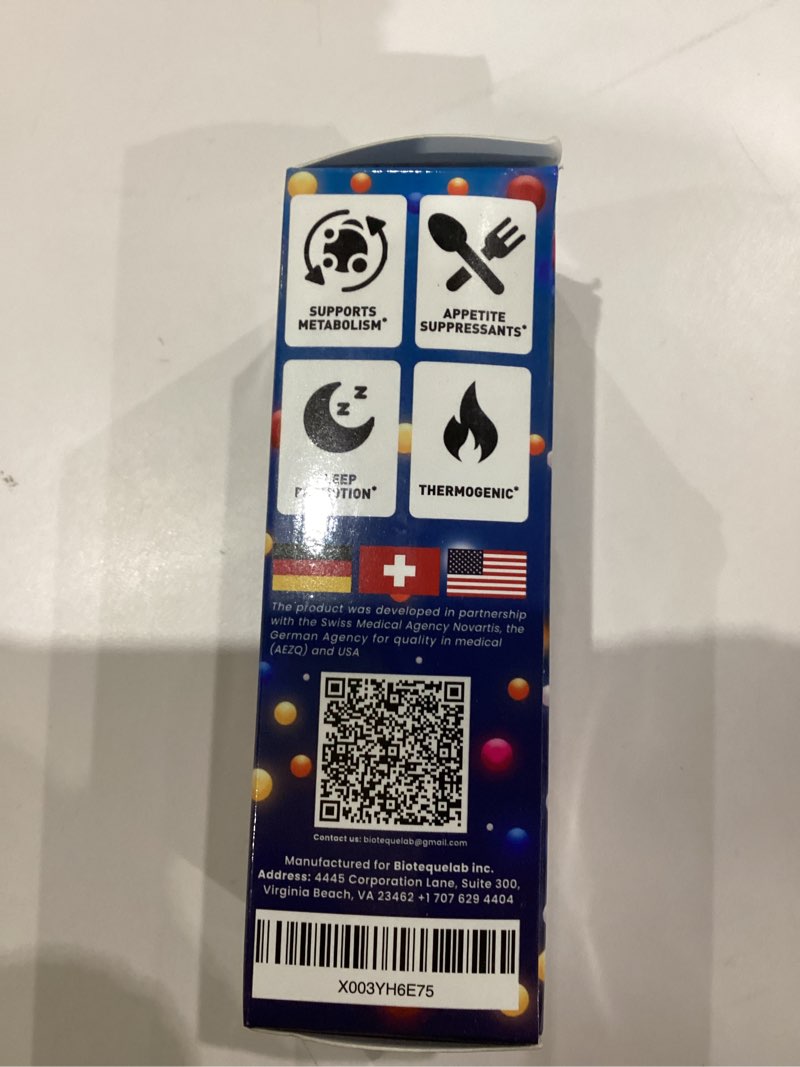 SUPPORTS
METABOLISM*
APPETITE
SUPPRESSANTS*
Z Z
THERMOGENIC*
The product was developed in partnership
with the Swiss Medical Agency Novartis, the
German Agency for quality in medical
(AEZQ) and USA
Contact us: biotequelab@gmail.com
Manufactured for Biotequelab inc.
Address: 4445 Corporation Lane, Suite 300,
Virginia Beach, VA 23462 +1 707 629 4404
X003YH6E75